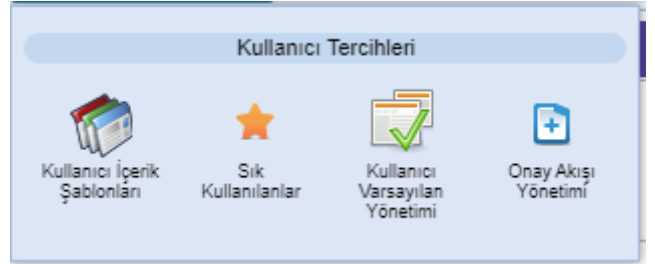 Kullanıcı Tercihleri
Kullanıcı İçerik
Şablonları
Sık
Kullanılanlar
Kullanıcı
Varsayılan
Yönetimi
Onay Akışı
Yönetimi